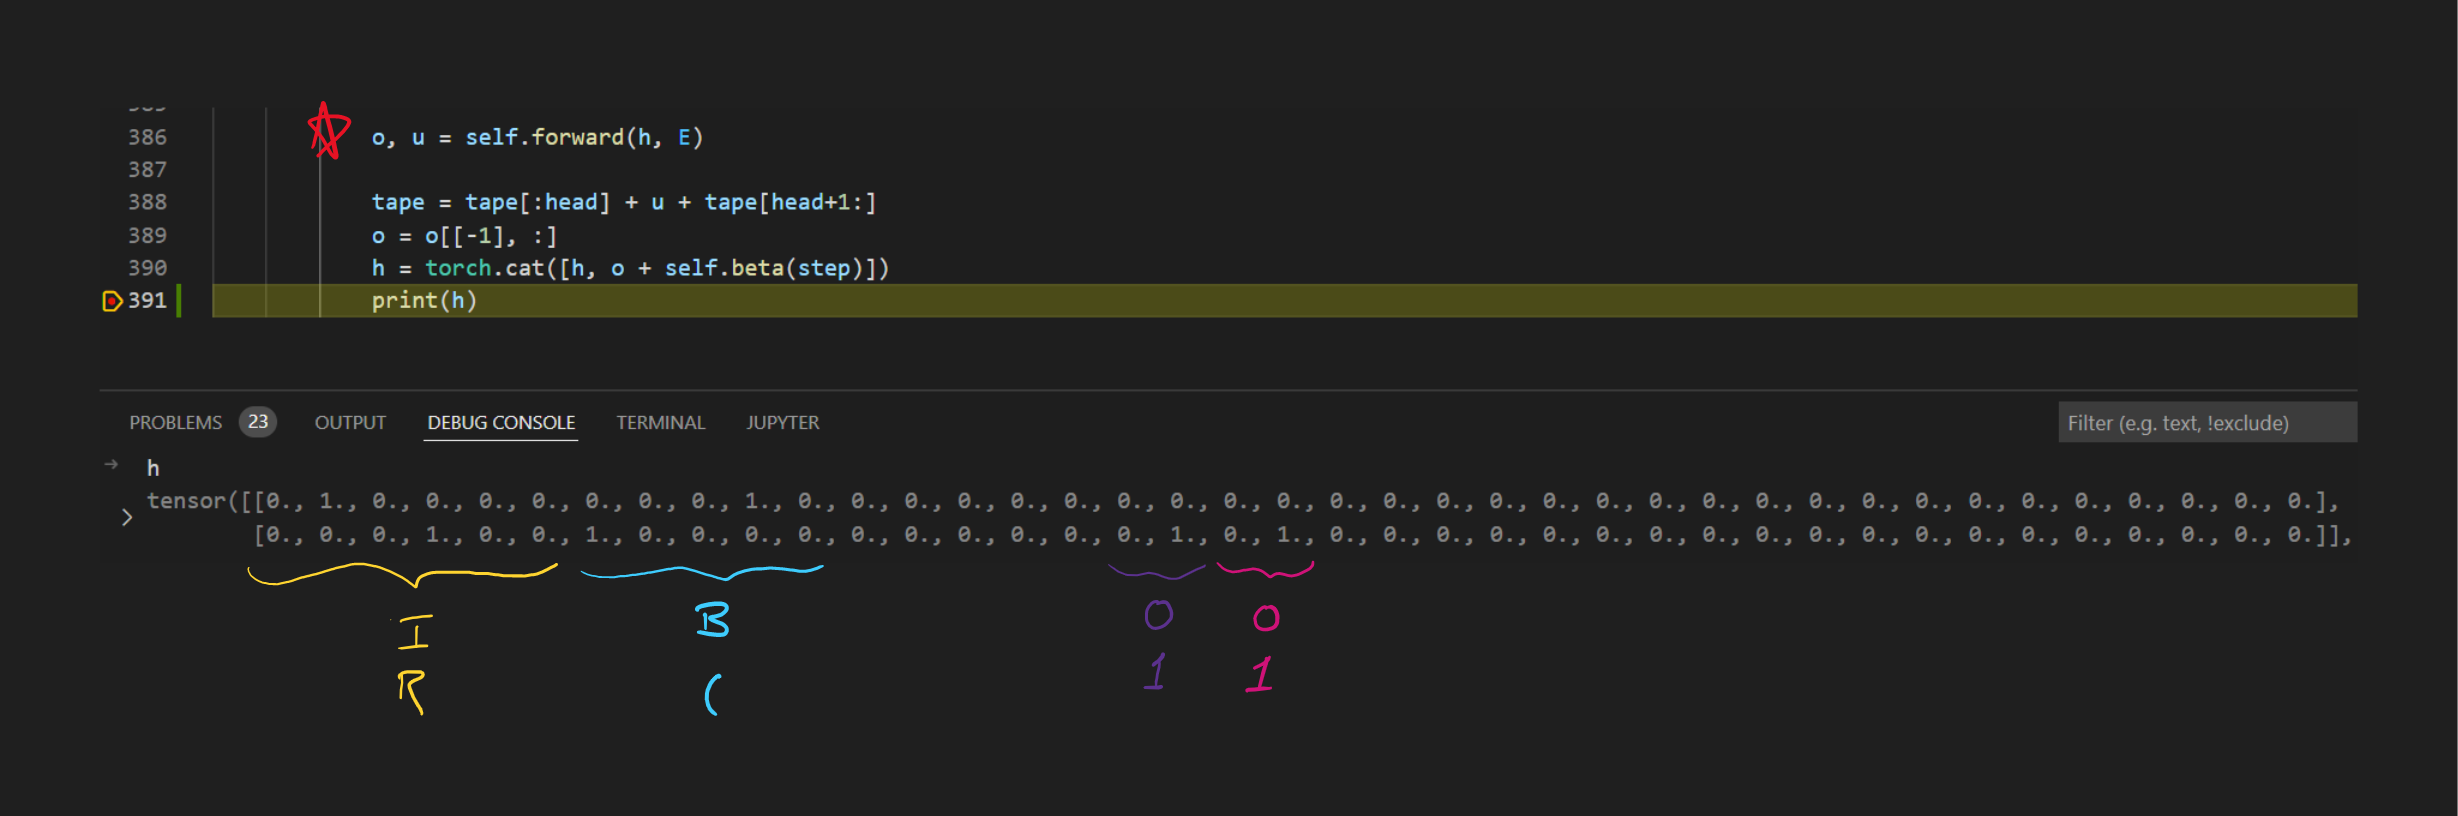 386 o, u = self.forward(h, E)
387
388 tape = tape[:head] + u + tape[head+1:]
389 o = o[[-1], :]
390 h = torch.cat([h, o + self.beta(step)])
391 print(h)
PROBLEMS 23 OUTPUT DEBUG CONSOLE TERMINAL JUPYTER Filter (e.g. text, !exclude)
h
tensor([[0., 1., 0., 0., 0., 0., 0., 0., 0., 1., 0., 0., 0., 0., 0., 0., 0., 0., 0., 0., 0., 0., 0., 0., 0., 0., 0., 0., 0., 0., 0., 0., 0., 0., 0., 0., 0., 0., 0.],
[0., 0., 0., 1., 0., 0., 1., 0., 0., 0., 0., 0., 0., 0., 0., 0., 0., 1., 0., 1., 0., 0., 0., 0., 0., 0., 0., 0., 0., 0., 0., 0., 0., 0., 0., 0., 0., 0., 0.]],
I B 0 0
R ( 1 1